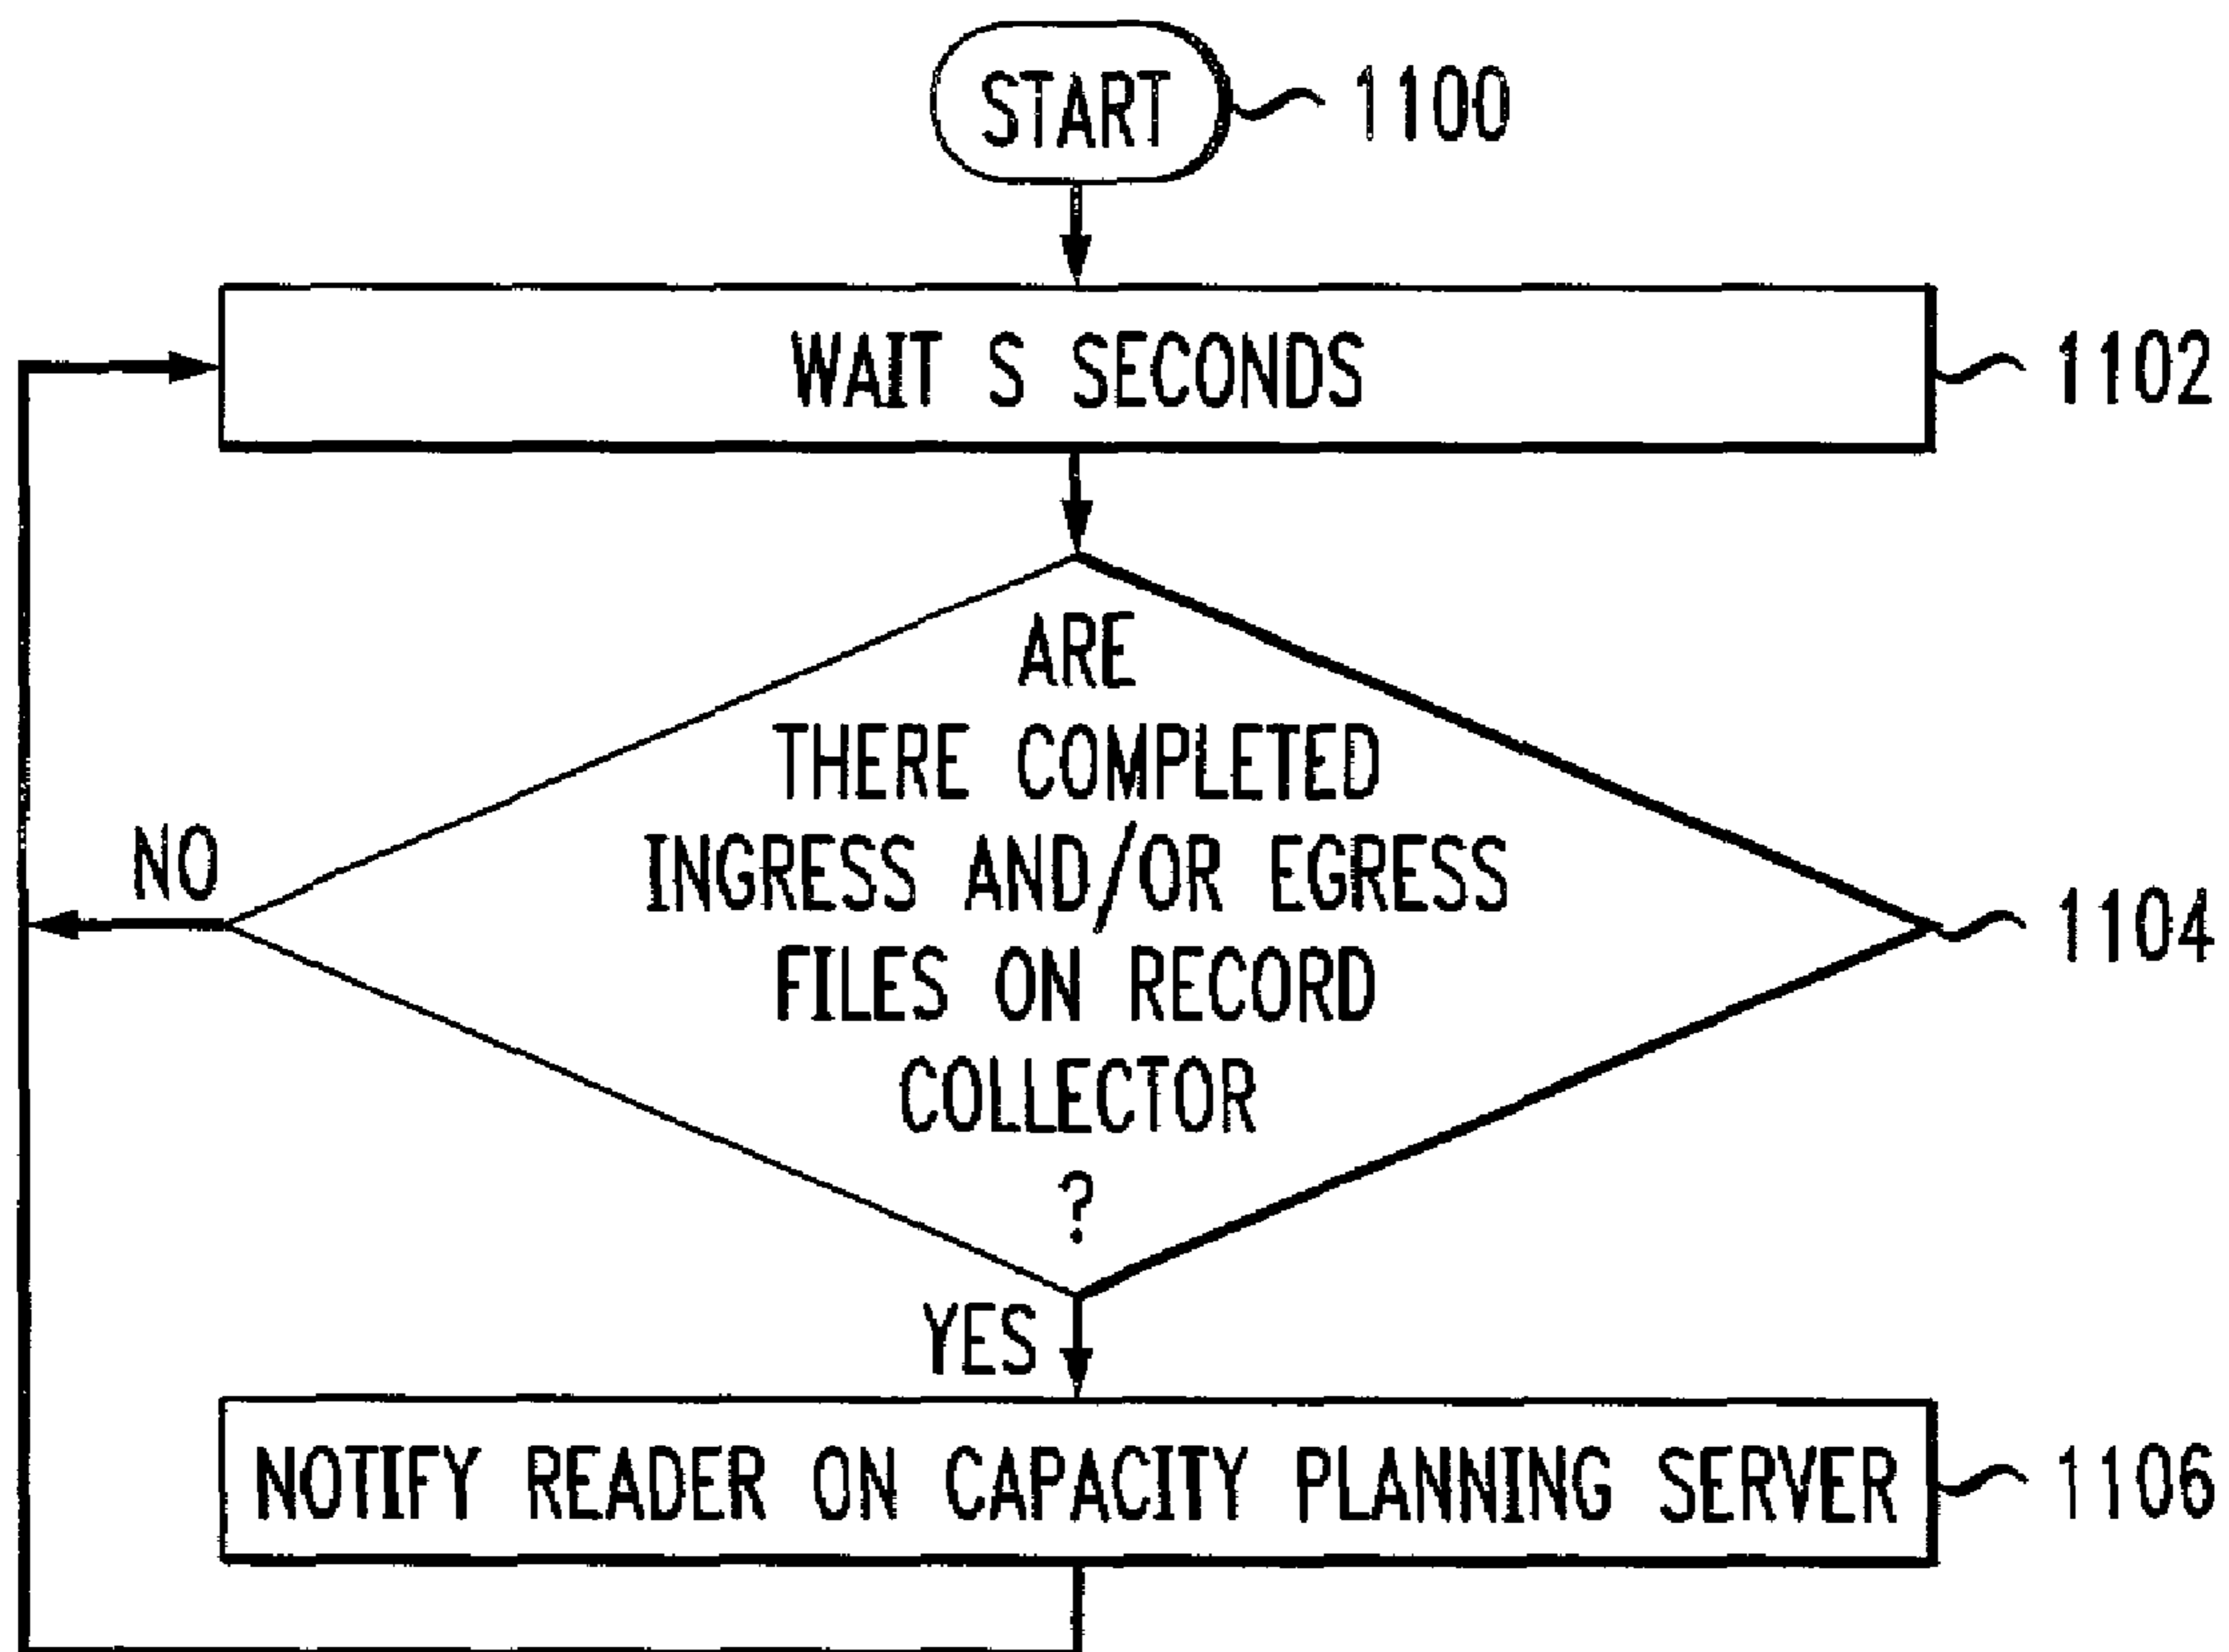 START
1100
WAIT S SECONDS
1102
ARE
THERE COMPLETED
INGRESS AND/OR EGRESS
FILES ON RECORD
COLLECTOR
?
1104
NO
YES
NOTIFY READER ON CAPACITY PLANNING SERVER
1106